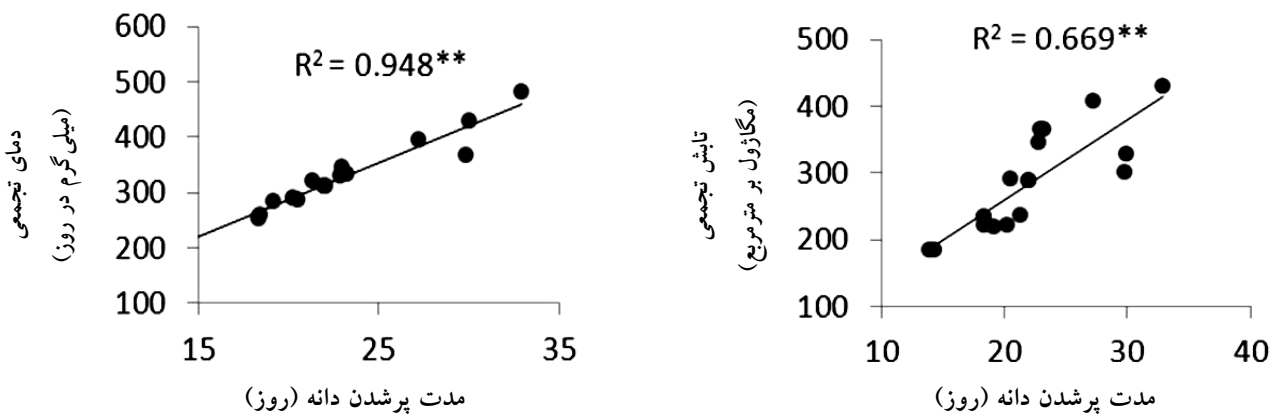 600
500
400
300
200
100
R² = 0.948**
15
25
35
دمای تجمعی
(میلی گرم در روز)
مدت پرشدن دانه (روز)
500
400
300
200
100
R² = 0.669**
10
20
30
40
تابش تجمعی
(مگاژول بر مترمربع)
مدت پرشدن دانه (روز)